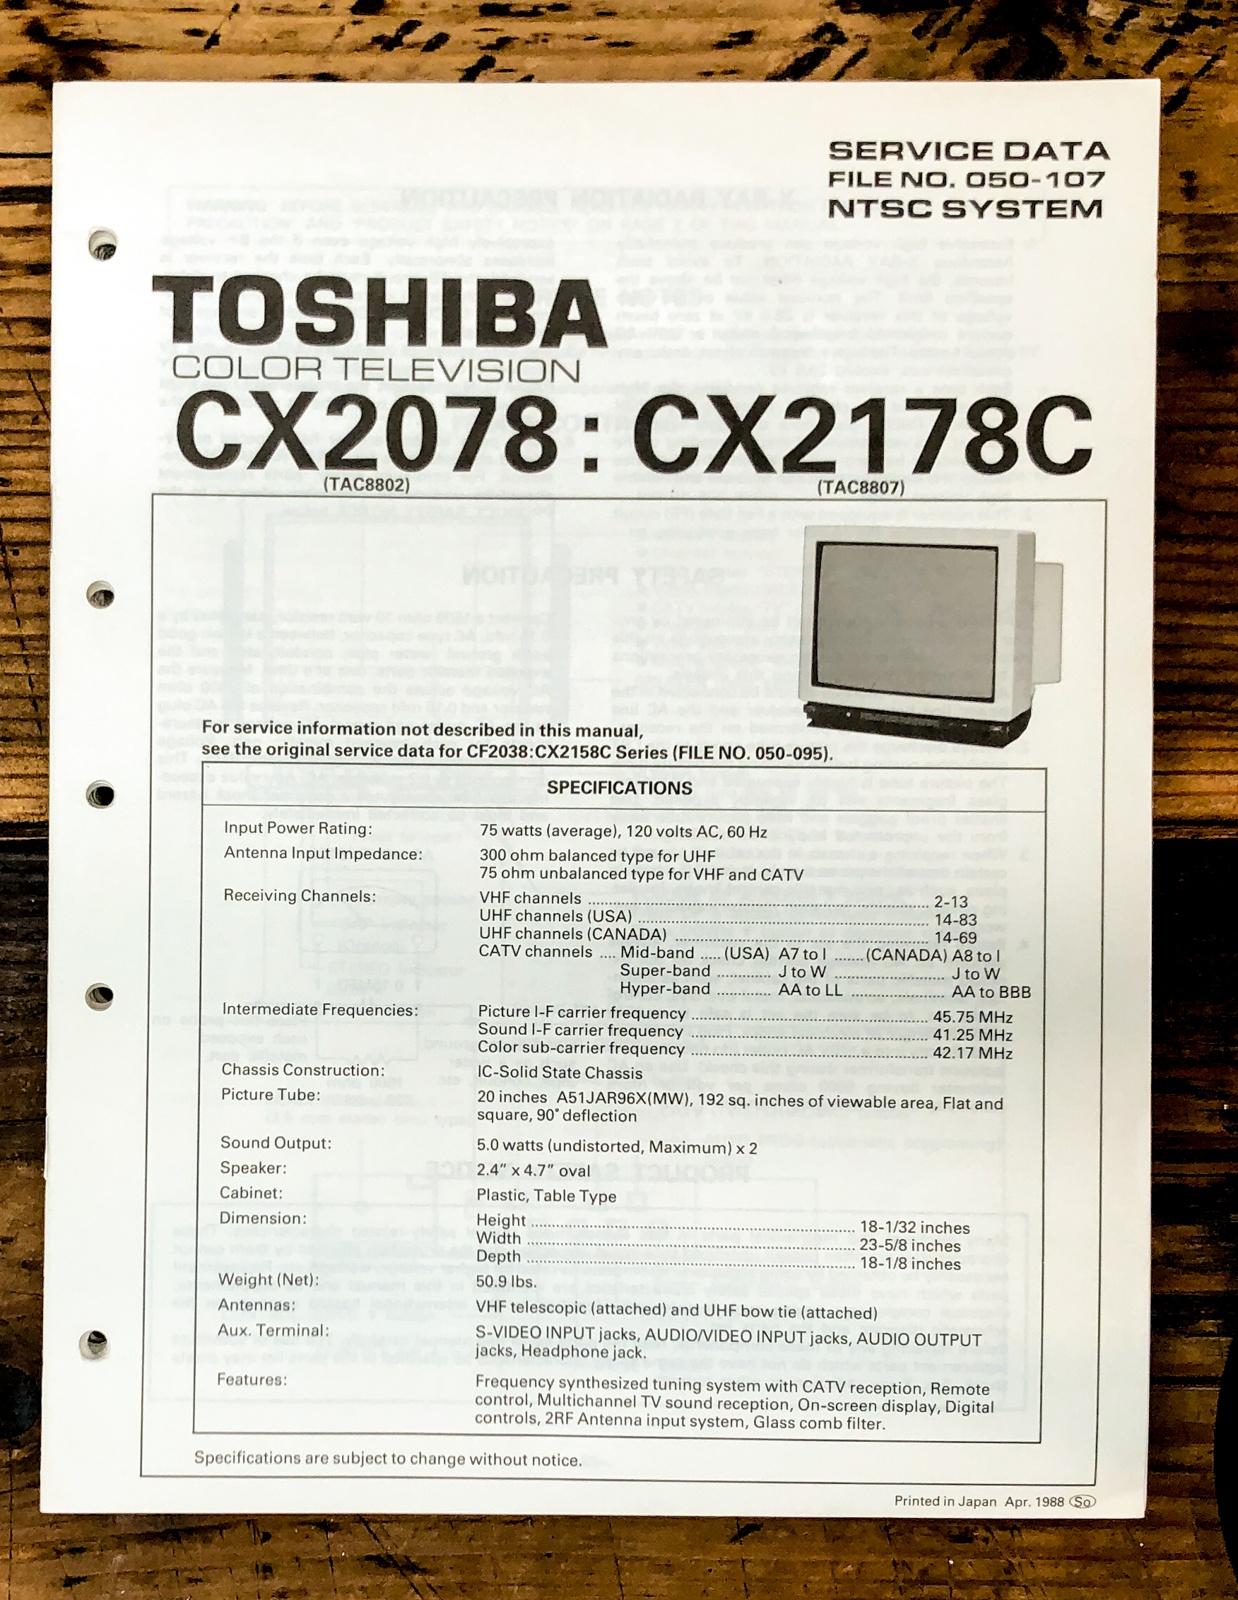 SERVICE DATA
FILE NO. 050-107
NTSC SYSTEM
TOSHIBA
COLOR TELEVISION
CX2078 : CX2178C
(TAC8802) (TAC8807)
For service information not described in this manual,
see the original service data for CF2038:CX2158C Series (FILE NO. 050-095).
SPECIFICATIONS
Input Power Rating: 75 watts (average), 120 volts AC, 60 Hz
Antenna Input Impedance: 300 ohm balanced type for UHF
75 ohm unbalanced type for VHF and CATV
Receiving Channels: VHF channels ........ 2-13
UHF channels (USA) ........ 14-83
UHF channels (CANADA) ........ 14-69
CATV channels .... Mid-band ..... (USA) A7 to I ....... (CANADA) A8 to I
Super-band ............ J to W ........ J to W
Hyper-band ............ AA to LL ........ AA to BBB
Intermediate Frequencies: Picture I-F carrier frequency ........ 45.75 MHz
Sound I-F carrier frequency ........ 41.25 MHz
Color sub-carrier frequency ........ 42.17 MHz
Chassis Construction: IC-Solid State Chassis
Picture Tube: 20 inches A51JAR96X(MW), 192 sq. inches of viewable area, Flat and
square, 90° deflection
Sound Output: 5.0 watts (undistorted, Maximum) x 2
Speaker: 2.4" x 4.7" oval
Cabinet: Plastic, Table Type
Dimension: Height ........ 18-1/32 inches
Width ........ 23-5/8 inches
Depth ........ 18-1/8 inches
Weight (Net): 50.9 lbs.
Antennas: VHF telescopic (attached) and UHF bow tie (attached)
Aux. Terminal: S-VIDEO INPUT jacks, AUDIO/VIDEO INPUT jacks, AUDIO OUTPUT
jacks, Headphone jack.
Features: Frequency synthesized tuning system with CATV reception, Remote
control, Multichannel TV sound reception, On-screen display, Digital
controls, 2RF Antenna input system, Glass comb filter.
Specifications are subject to change without notice.
Printed in Japan Apr. 1988 So